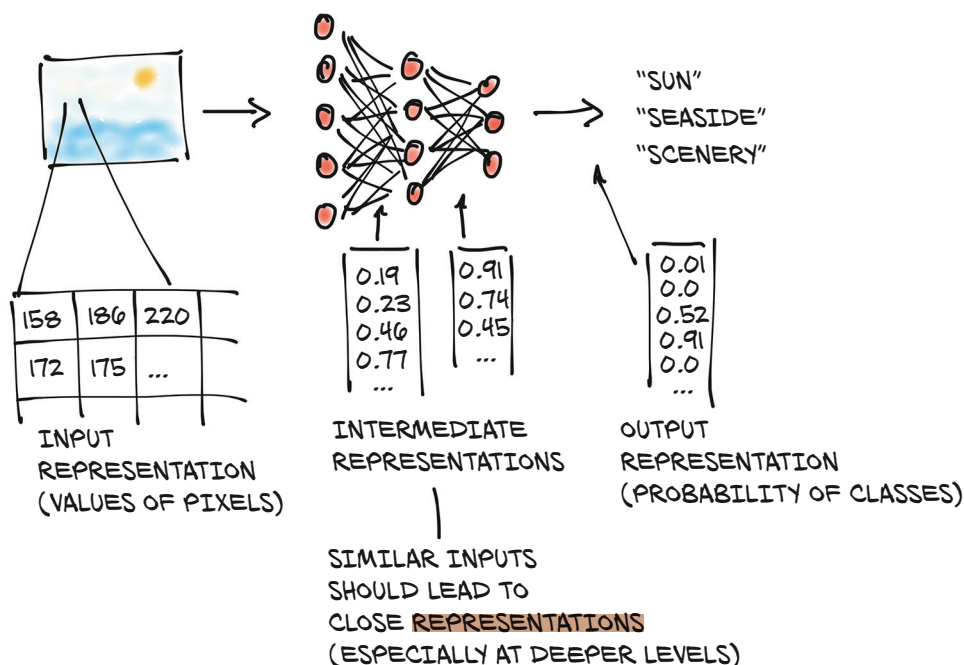 "SUN"
"SEASIDE"
"SCENERY"
158 186 220
172 175 ...
0.19
0.23
0.46
0.77
...
0.91
0.74
0.45
...
0.01
0.0
0.52
0.91
0.0
...
INPUT
REPRESENTATION
(VALUES OF PIXELS)
INTERMEDIATE
REPRESENTATIONS
OUTPUT
REPRESENTATION
(PROBABILITY OF CLASSES)
SIMILAR INPUTS
SHOULD LEAD TO
CLOSE REPRESENTATIONS
(ESPECIALLY AT DEEPER LEVELS)